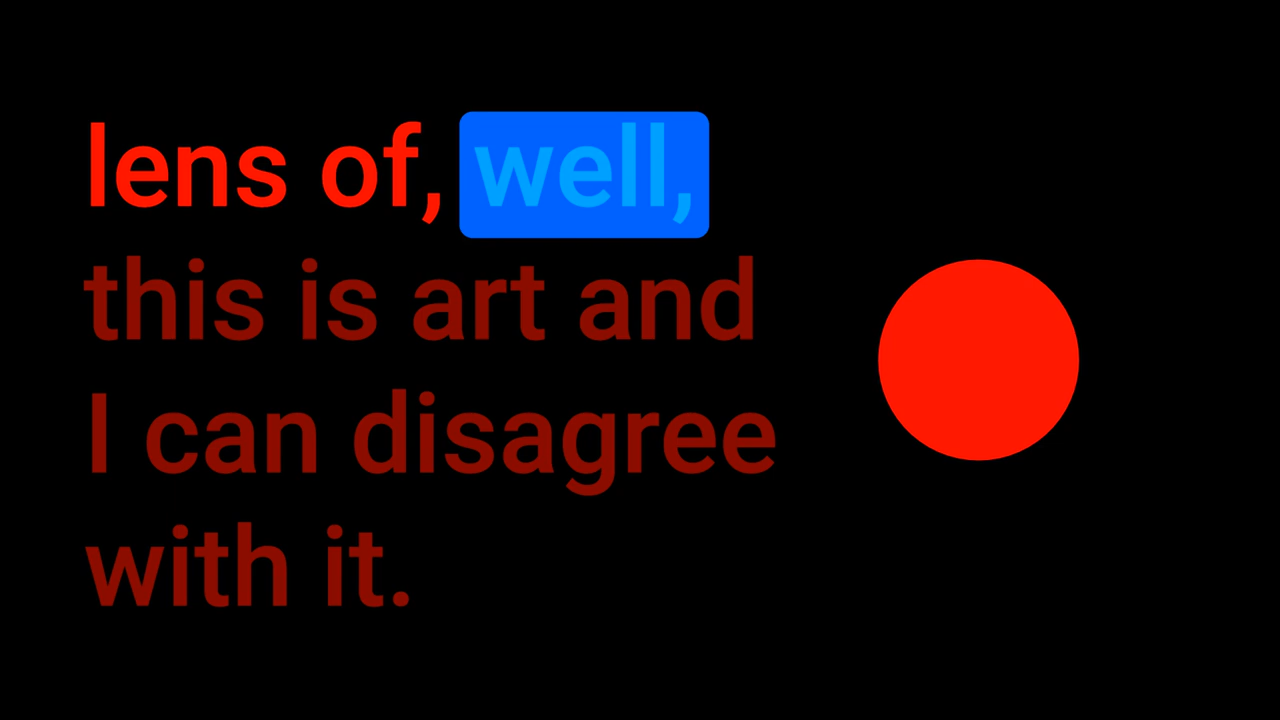 lens of, well,
this is art and
I can disagree
with it.